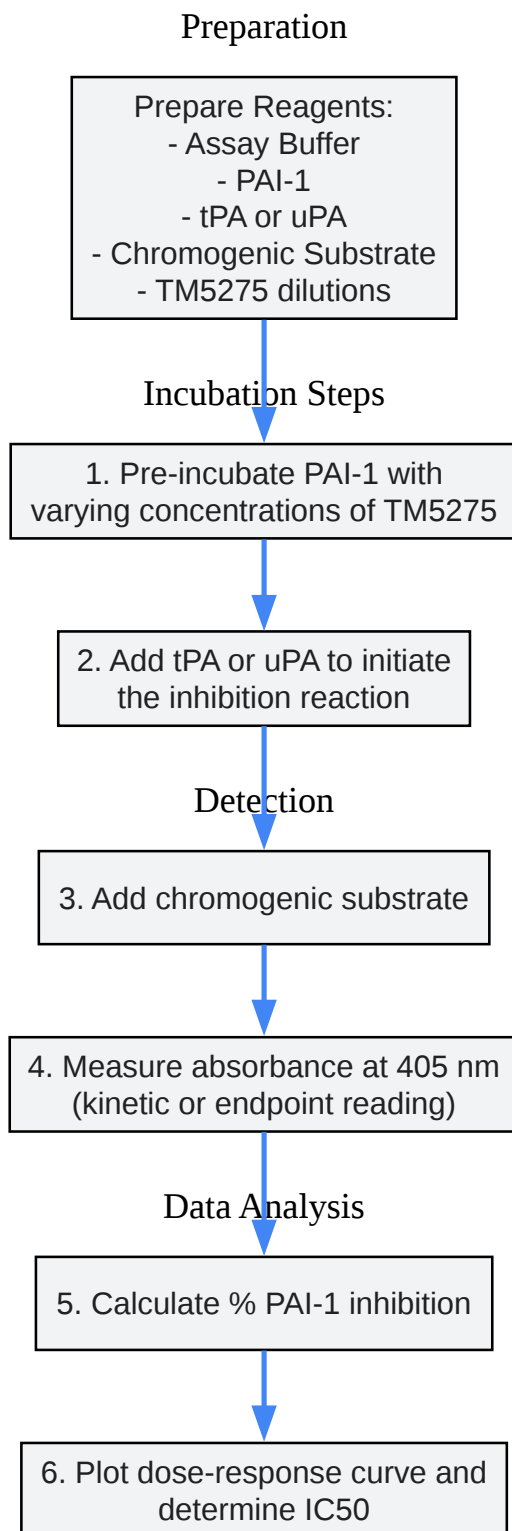 Preparation
Prepare Reagents:
- Assay Buffer
- PAI-1
- tPA or uPA
- Chromogenic Substrate
- TM5275 dilutions
Incubation Steps
1. Pre-incubate PAI-1 with
varying concentrations of TM5275
2. Add tPA or uPA to initiate
the inhibition reaction
Detection
3. Add chromogenic substrate
4. Measure absorbance at 405 nm
(kinetic or endpoint reading)
Data Analysis
5. Calculate % PAI-1 inhibition
6. Plot dose-response curve and
determine IC50